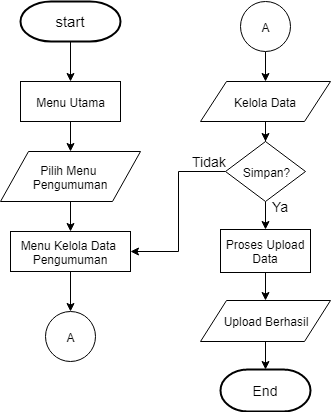 start
Menu Utama
Pilih Menu
Pengumuman
Menu Kelola Data
Pengumuman
A
A
Kelola Data
Simpan?
Tidak
Ya
Proses Upload
Data
Upload Berhasil
End